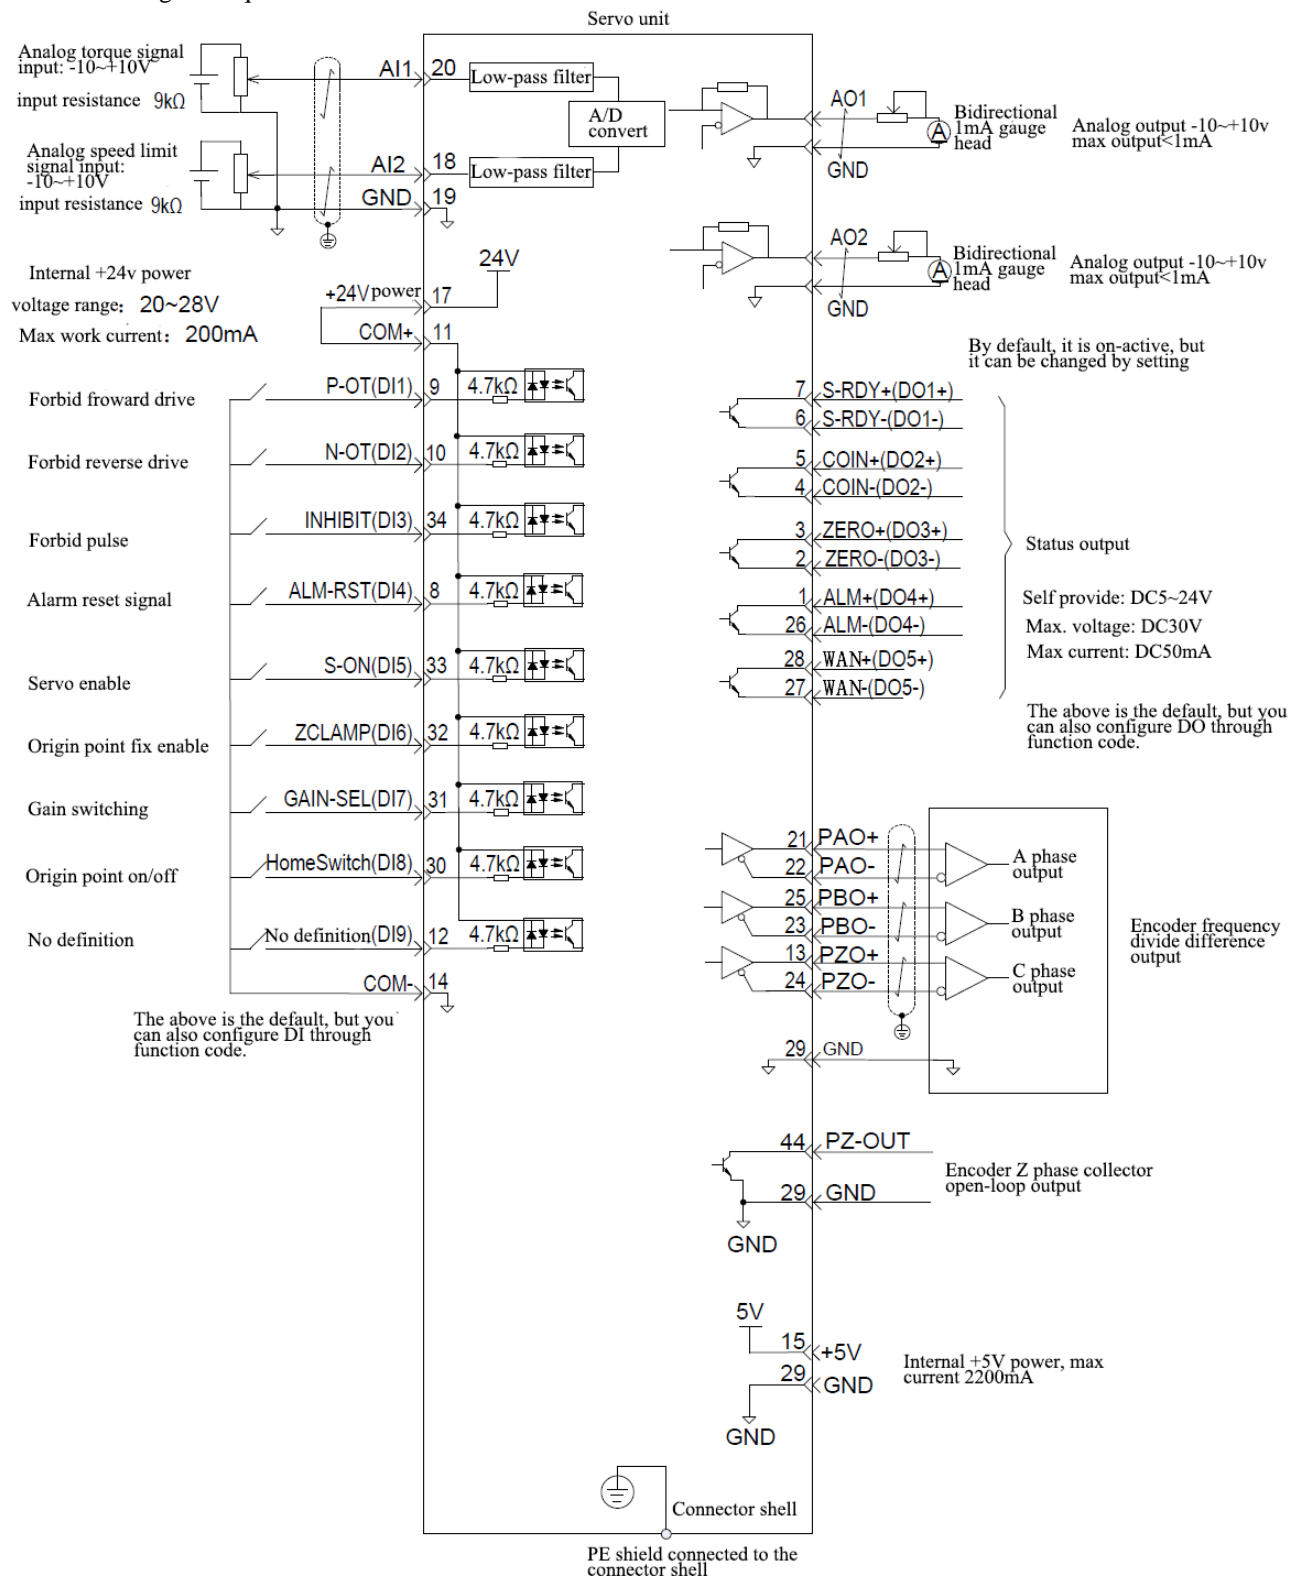 Servo unit
Analog torque signal
input: -10~+10V
input resistance 9kΩ
AI1
20
Low-pass filter
A/D
convert
Analog speed limit
signal input:
-10~+10V
input resistance 9kΩ
AI2
18
Low-pass filter
GND
19
AO1
GND
A
Bidirectional
1mA gauge
head
Analog output -10~+10v
max output<1mA
AO2
GND
A
Bidirectional
1mA gauge
head
Analog output -10~+10v
max output<1mA
Internal +24v power
voltage range: 20~28V
Max work current: 200mA
24V
+24V power
17
COM+
11
Forbid froward drive
P-OT(DI1)
9
4.7kΩ
Forbid reverse drive
N-OT(DI2)
10
4.7kΩ
Forbid pulse
INHIBIT(DI3)
34
4.7kΩ
Alarm reset signal
ALM-RST(DI4)
8
4.7kΩ
Servo enable
S-ON(DI5)
33
4.7kΩ
Origin point fix enable
ZCLAMP(DI6)
32
4.7kΩ
Gain switching
GAIN-SEL(DI7)
31
4.7kΩ
Origin point on/off
HomeSwitch(DI8)
30
4.7kΩ
No definition
No definition(DI9)
12
4.7kΩ
COM-
14
The above is the default, but you
can also configure DI through
function code.
By default, it is on-active, but
it can be changed by setting
7
S-RDY+(DO1+)
6
S-RDY-(DO1-)
5
COIN+(DO2+)
4
COIN-(DO2-)
3
ZERO+(DO3+)
2
ZERO-(DO3-)
1
ALM+(DO4+)
26
ALM-(DO4-)
28
WAN+(DO5+)
27
WAN-(DO5-)
Status output
Self provide: DC5~24V
Max. voltage: DC30V
Max current: DC50mA
The above is the default, but you
can also configure DO through
function code.
21
PAO+
22
PAO-
25
PBO+
23
PBO-
13
PZO+
24
PZO-
A phase
output
B phase
output
C phase
output
Encoder frequency
divide difference
output
29
GND
44
PZ-OUT
29
GND
GND
Encoder Z phase collector
open-loop output
5V
15
+5V
29
GND
GND
Internal +5V power, max
current 2200mA
Connector shell
PE shield connected to the
connector shell